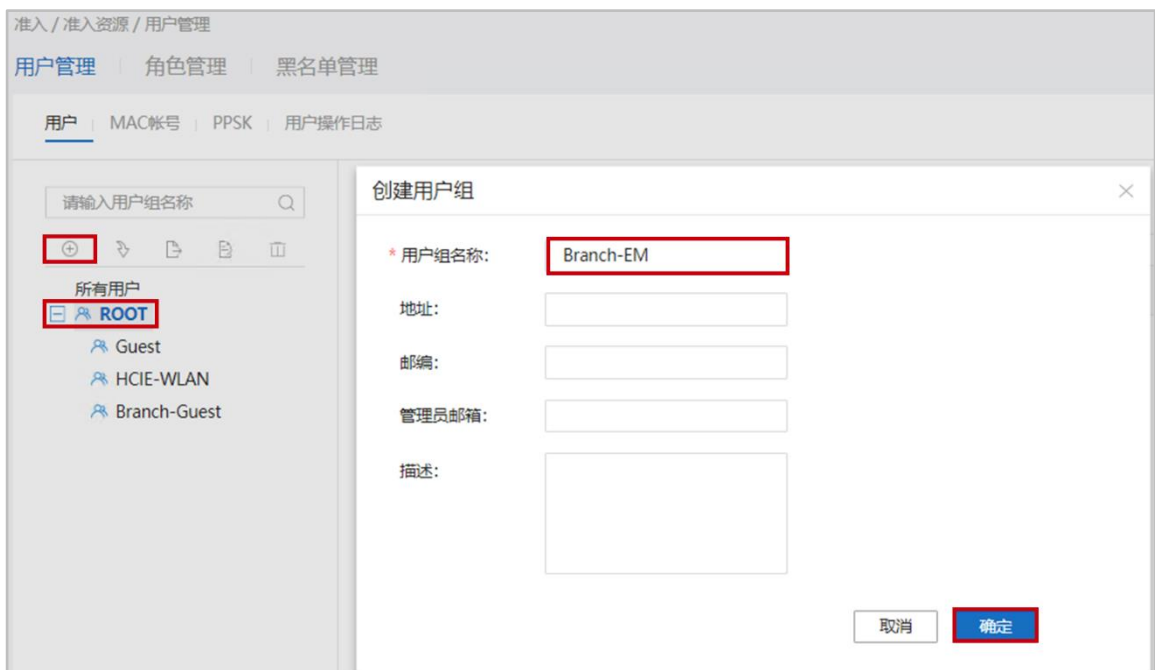 准入 / 准入资源 / 用户管理
用户管理 角色管理 黑名单管理
用户 MAC帐号 PPSK 用户操作日志
请输入用户组名称
所有用户
ROOT
Guest
HCIE-WLAN
Branch-Guest
创建用户组
* 用户组名称: Branch-EM
地址:
邮编:
管理员邮箱:
描述:
取消 确定